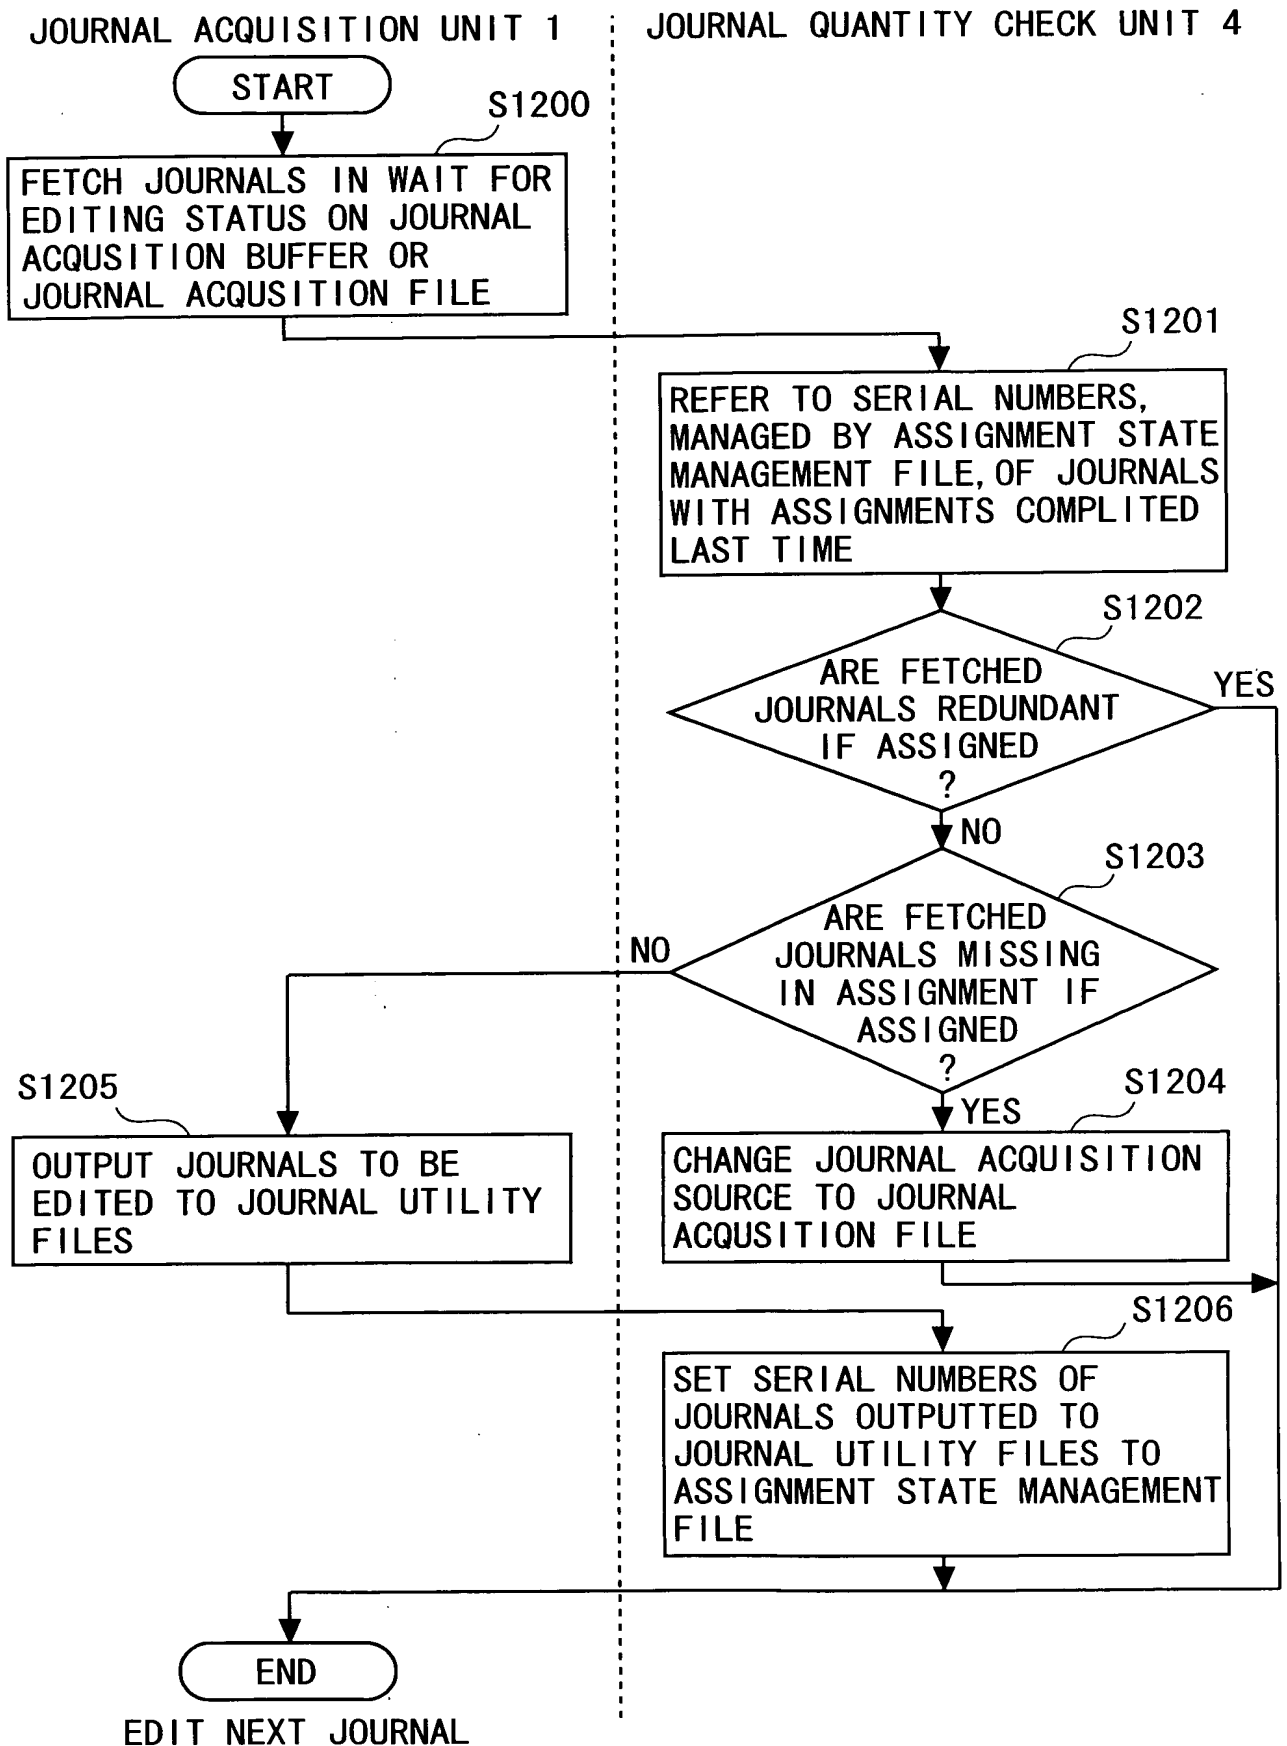 JOURNAL ACQUISITION UNIT 1
JOURNAL QUANTITY CHECK UNIT 4
START
S1200
FETCH JOURNALS IN WAIT FOR
EDITING STATUS ON JOURNAL
ACQUSITION BUFFER OR
JOURNAL ACQUSITION FILE
S1201
REFER TO SERIAL NUMBERS,
MANAGED BY ASSIGNMENT STATE
MANAGEMENT FILE, OF JOURNALS
WITH ASSIGNMENTS COMPLITED
LAST TIME
S1202
ARE FETCHED
JOURNALS REDUNDANT
IF ASSIGNED
?
YES
NO
S1203
ARE FETCHED
JOURNALS MISSING
IN ASSIGNMENT IF
ASSIGNED
?
NO
YES
S1204
CHANGE JOURNAL ACQUISITION
SOURCE TO JOURNAL
ACQUSITION FILE
S1205
OUTPUT JOURNALS TO BE
EDITED TO JOURNAL UTILITY
FILES
S1206
SET SERIAL NUMBERS OF
JOURNALS OUTPUTTED TO
JOURNAL UTILITY FILES TO
ASSIGNMENT STATE MANAGEMENT
FILE
END
EDIT NEXT JOURNAL